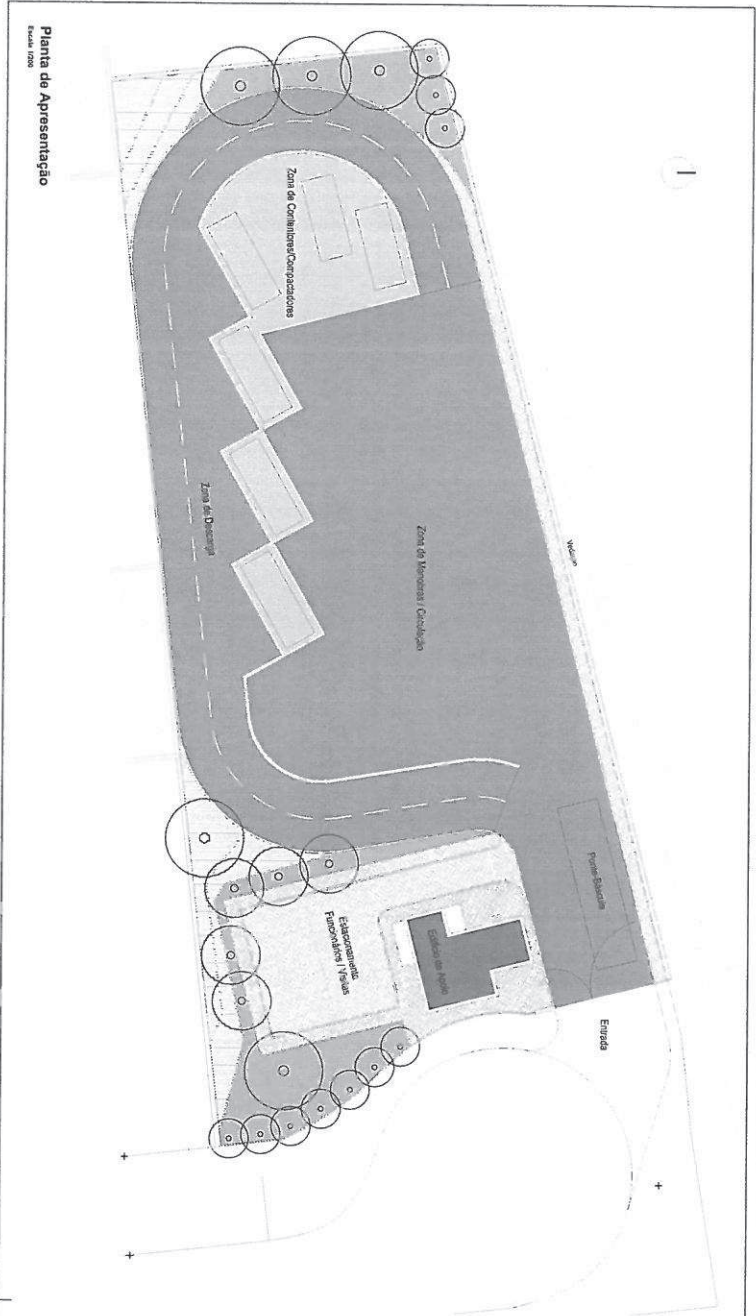 Planta de Apresentação
Escala 1/200
Zona de Contentores/Compactadores
Zona de Descarga
Zona de Manobras / Circulação
Vedação
Ponte-Báscula
Edifício de Apoio
Estacionamento
Funcionários / Visitas
Entrada